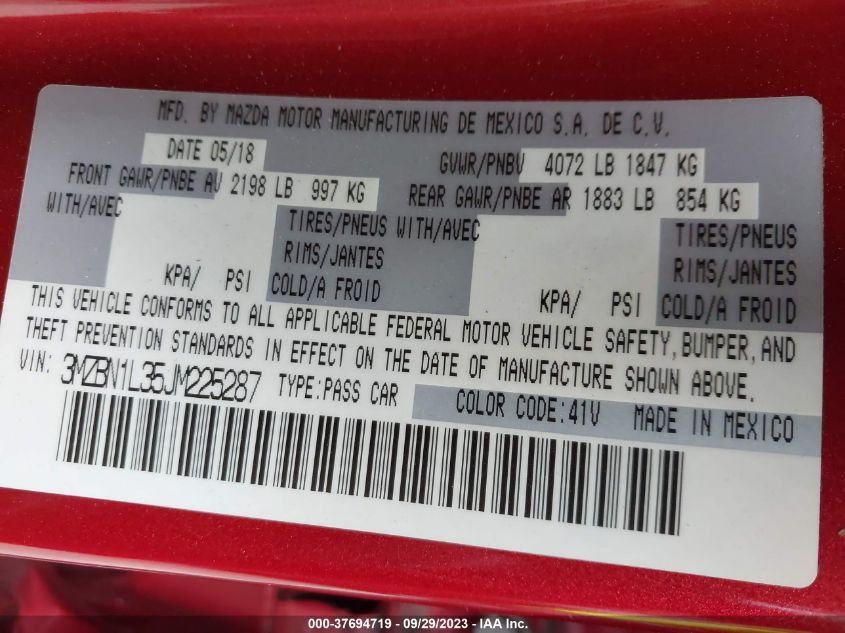 MFD. BY MAZDA MOTOR MANUFACTURING DE MEXICO S.A. DE C.V.
DATE 05/18 GVWR/PNBV 4072 LB 1847 KG
FRONT GAWR/PNBE AV 2198 LB 997 KG REAR GAWR/PNBE AR 1883 LB 854 KG
WITH/AVEC TIRES/PNEUS WITH/AVEC TIRES/PNEUS
RIMS/JANTES RIMS/JANTES
KPA/ PSI COLD/A FROID KPA/ PSI COLD/A FROID
THIS VEHICLE CONFORMS TO ALL APPLICABLE FEDERAL MOTOR VEHICLE SAFETY, BUMPER, AND
THEFT PREVENTION STANDARDS IN EFFECT ON THE DATE OF MANUFACTURE SHOWN ABOVE.
VIN: 3MZBN1L35JM225287 TYPE:PASS CAR COLOR CODE:41V MADE IN MEXICO
000-37694719 - 09/29/2023 - IAA Inc.